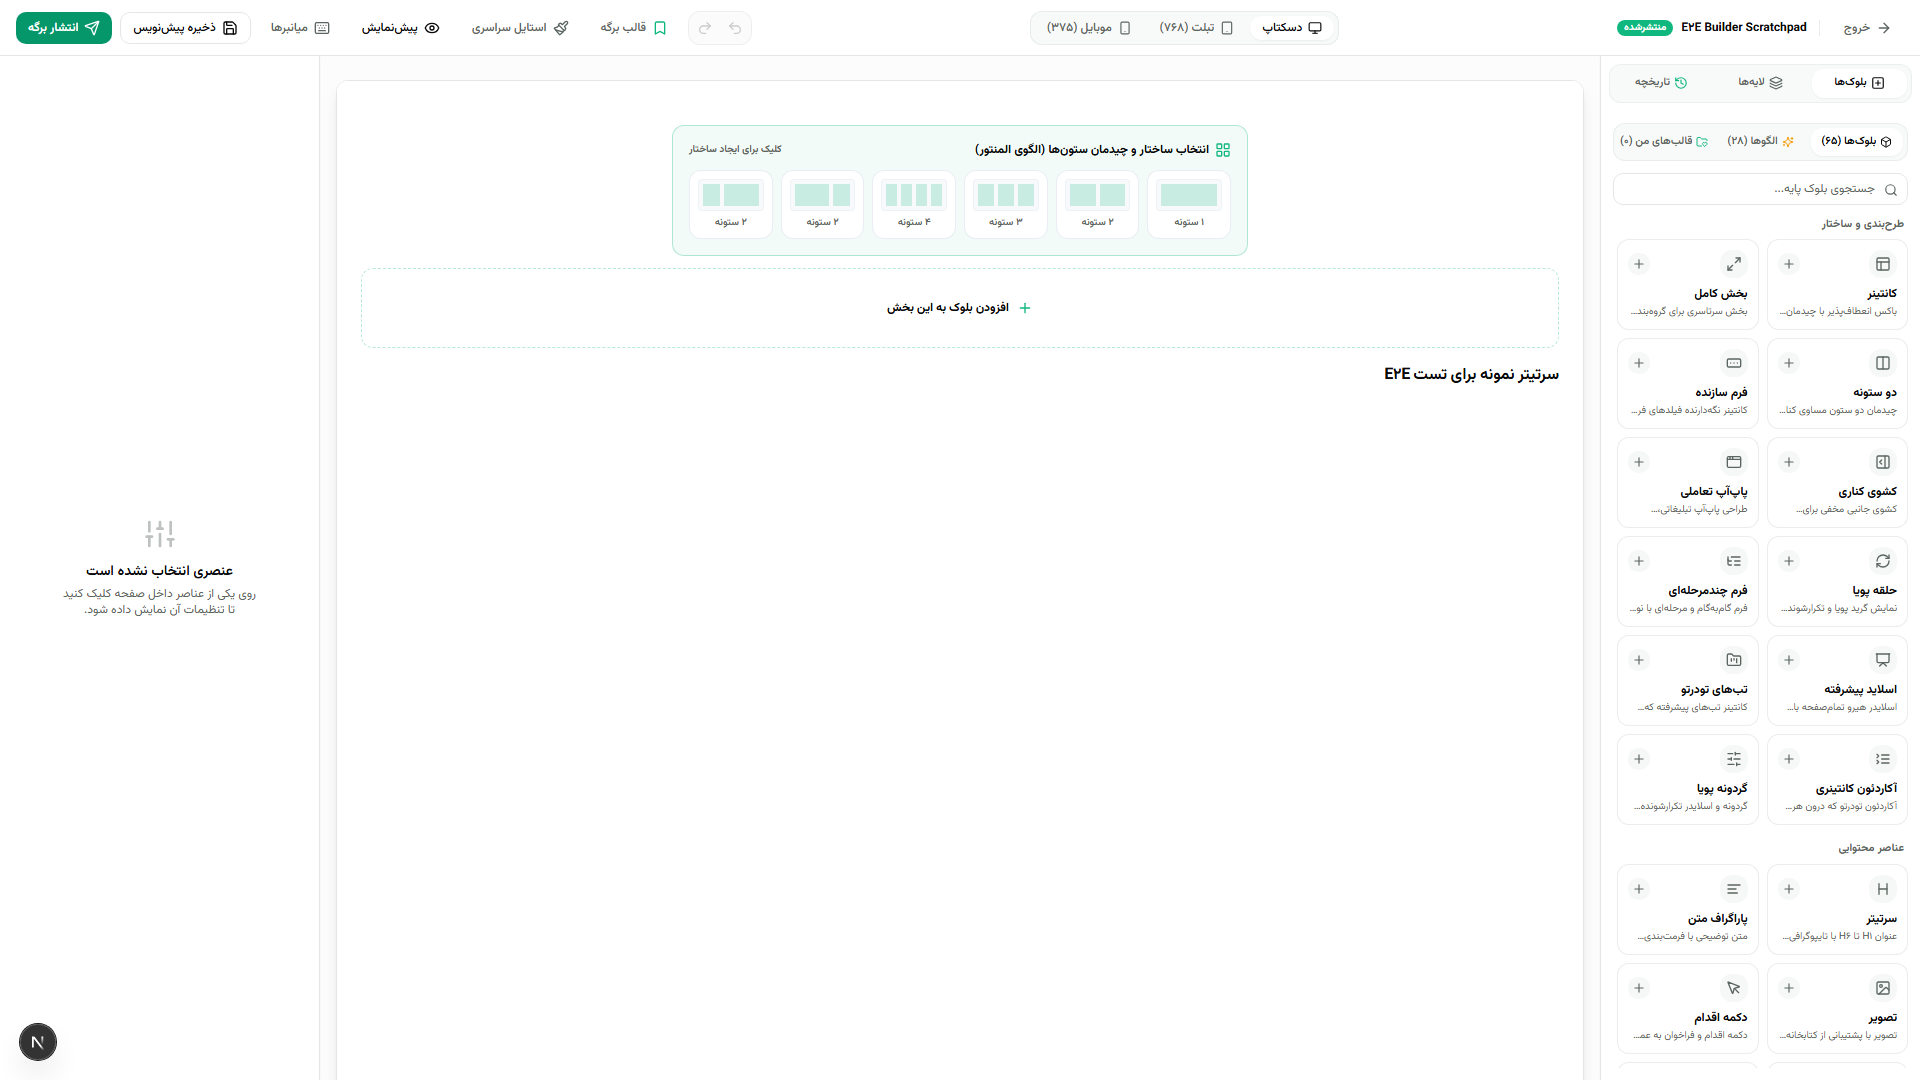 خروج
E2E Builder Scratchpad
منتشرشده
دسکتاپ
تبلت (۷۶۸)
موبایل (۳۷۵)
قالب برگه
استایل سراسری
پیش‌نمایش
میانبرها
ذخیره پیش‌نویس
انتشار برگه
بلوک‌ها
لایه‌ها
تاریخچه
بلوک‌ها (۶۵)
الگوها (۲۸)
قالب‌های من (۰)
جستجوی بلوک پایه...
طرح‌بندی و ساختار
کانتینر
باکس انعطاف‌پذیر با چیدمان...
بخش کامل
بخش سرتاسری برای گروه‌بند...
دو ستونه
چیدمان دو ستون مساوی کنا...
فرم سازنده
کانتینر نگه‌دارنده فیلدهای فر...
کشوی کناری
کشوی جانبی مخفی برای...
پاپ‌آپ تعاملی
طراحی پاپ‌آپ تبلیغاتی،...
حلقه پویا
نمایش گرید پویا و تکرارشوند...
فرم چندمرحله‌ای
فرم گام‌به‌گام و مرحله‌ای با نو...
اسلاید پیشرفته
اسلایدر هیرو تمام‌صفحه با...
تب‌های تودرتو
کانتینر تب‌های پیشرفته که...
آکاردئون کانتینری
آکاردئون تودرتو که درون هر...
گردونه پویا
گردونه و اسلایدر تکرارشونده...
عناصر محتوایی
سرتیتر
عنوان H۱ تا H۶ با تایپوگرافی...
پاراگراف متن
متن توضیحی با فرمت‌بندی...
تصویر
تصویر با پشتیبانی از کتابخانه...
دکمه اقدام
دکمه اقدام و فراخوان به عمـ...
انتخاب ساختار و چیدمان ستون‌ها (الگوی المنتور)
کلیک برای ایجاد ساختار
۱ ستونه
۲ ستونه
۳ ستونه
۴ ستونه
۲ ستونه
۲ ستونه
افزودن بلوک به این بخش
سرتیتر نمونه برای تست E۲E
عنصری انتخاب نشده است
روی یکی از عناصر داخل صفحه کلیک کنید
تا تنظیمات آن نمایش داده شود.
N